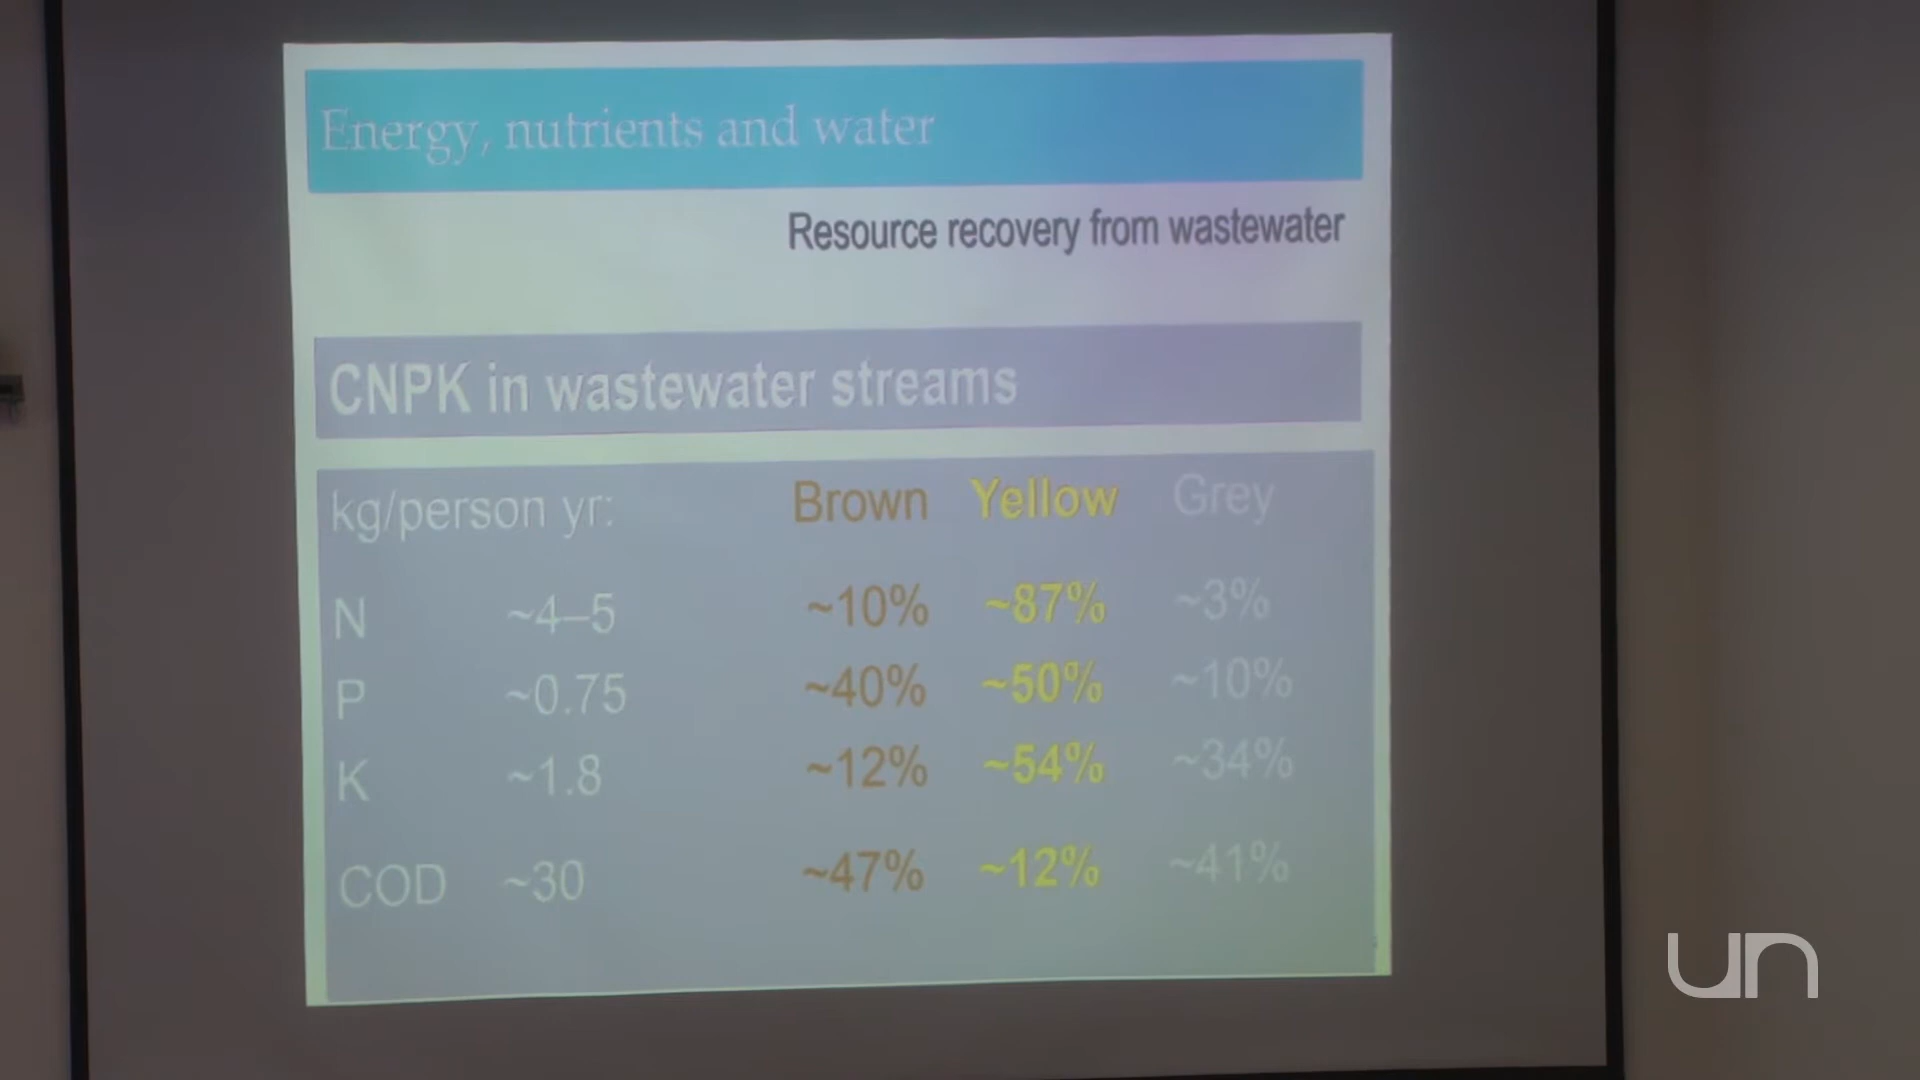 Energy, nutrients and water
Resource recovery from wastewater
CNPK in wastewater streams
kg/person yr: Brown Yellow Grey
N ~4–5 ~10% ~87% ~3%
P ~0.75 ~40% ~50% ~10%
K ~1.8 ~12% ~54% ~34%
COD ~30 ~47% ~12% ~41%
un